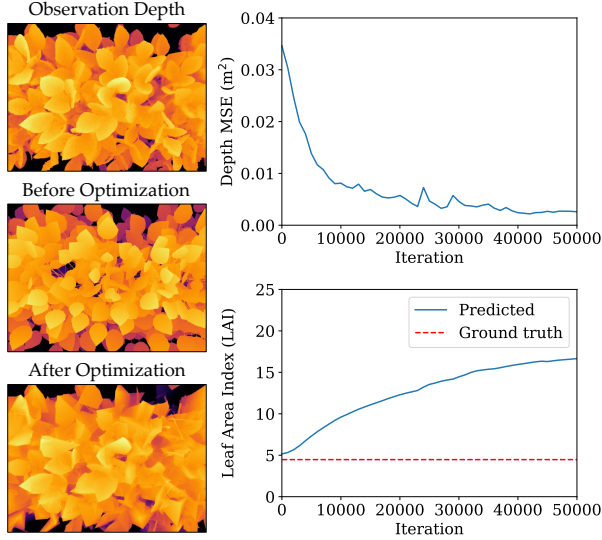 Observation Depth
Before Optimization
After Optimization
Depth MSE (m²)
0.04
0.03
0.02
0.01
0.00
0 10000 20000 30000 40000 50000
Iteration
Leaf Area Index (LAI)
25
20
15
10
5
0
Predicted
Ground truth
0 10000 20000 30000 40000 50000
Iteration